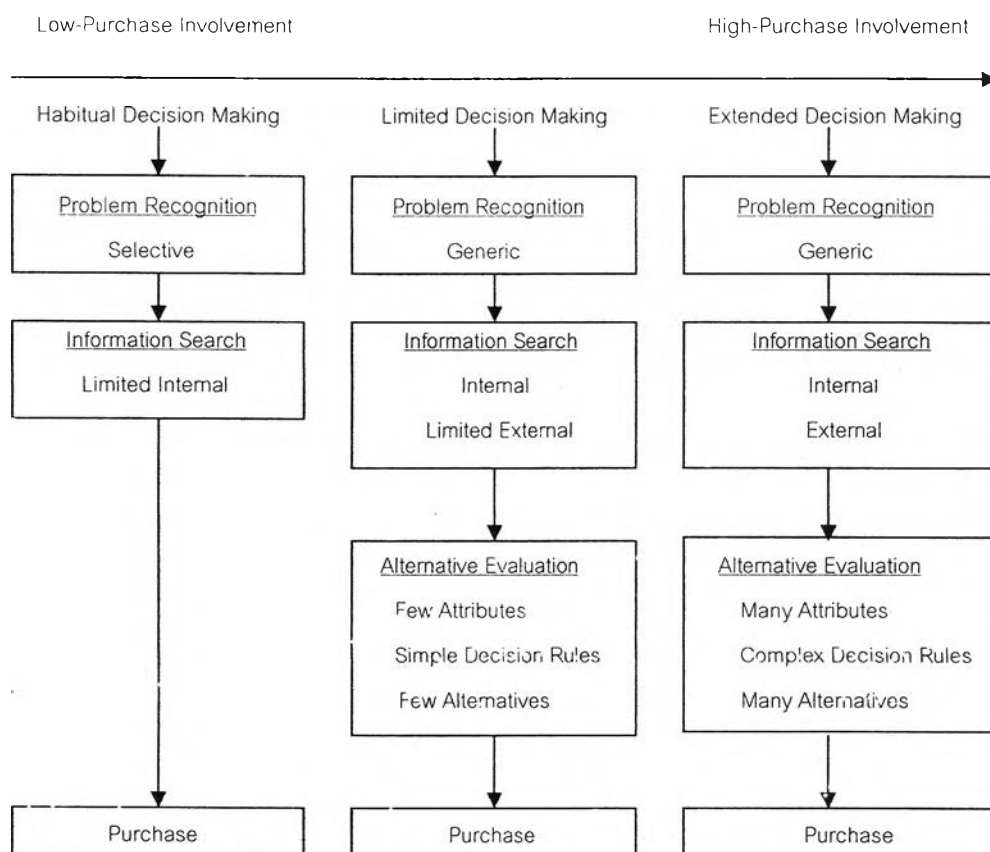 Low-Purchase Involvement
High-Purchase Involvement
Habitual Decision Making
Problem Recognition
Selective
Information Search
Limited Internal
Purchase
Limited Decision Making
Problem Recognition
Generic
Information Search
Internal
Limited External
Alternative Evaluation
Few Attributes
Simple Decision Rules
Few Alternatives
Purchase
Extended Decision Making
Problem Recognition
Generic
Information Search
Internal
External
Alternative Evaluation
Many Attributes
Complex Decision Rules
Many Alternatives
Purchase